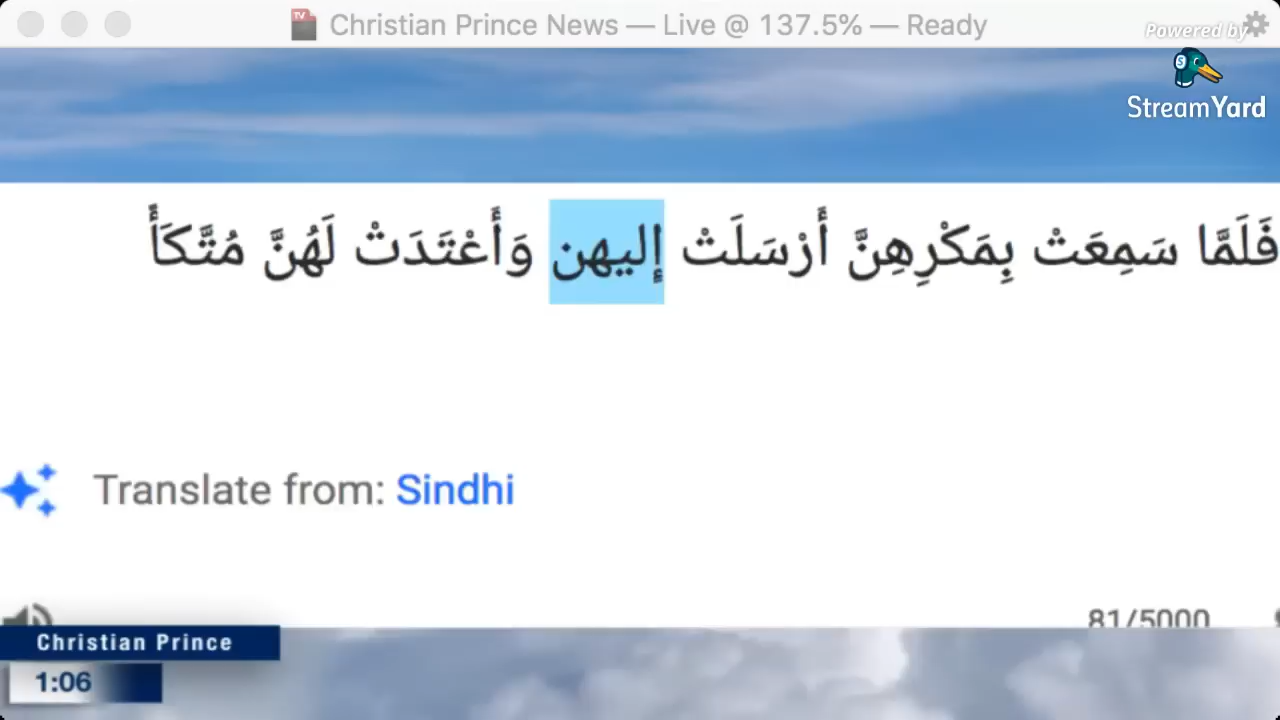 Christian Prince News — Live @ 137.5% — Ready
Powered by
StreamYard
فَلَمَّا سَمِعَتْ بِمَكْرِهِنَّ أَرْسَلَتْ إليهن وَأَعْتَدَتْ لَهُنَّ مُتَّكَأً
Translate from: Sindhi
81/5000
Christian Prince
1:06